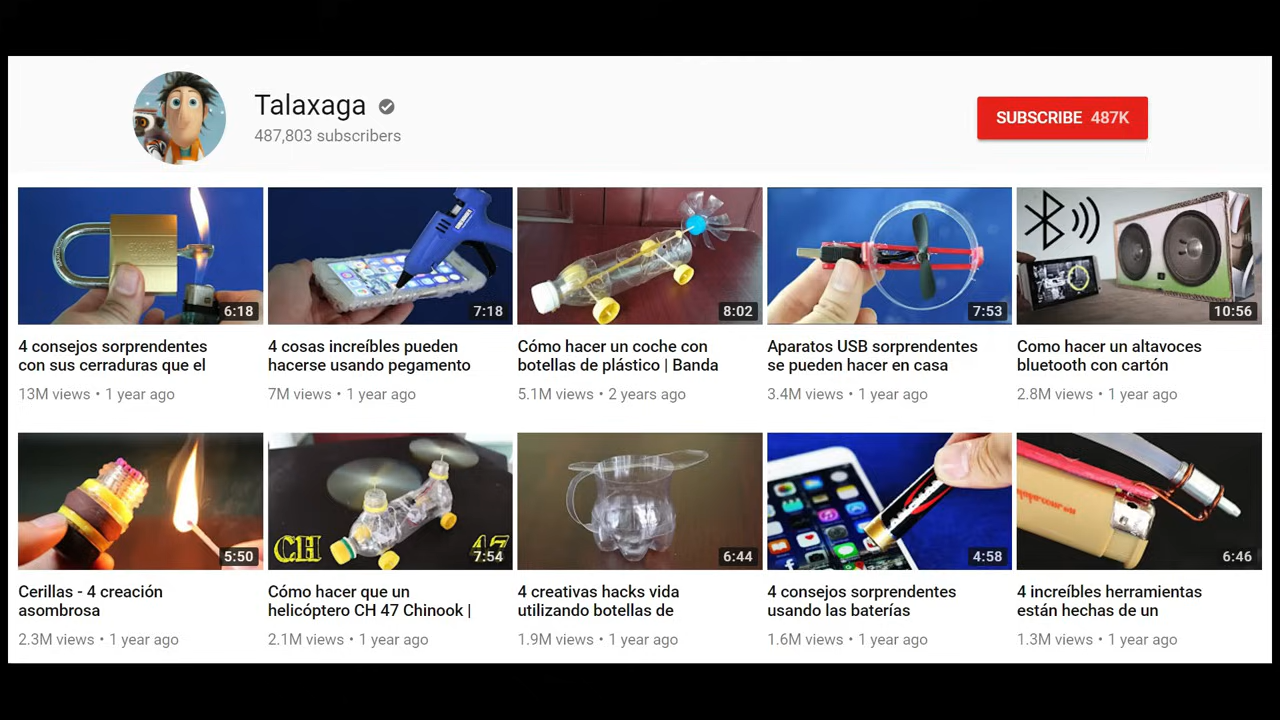 Talaxaga
487,803 subscribers
SUBSCRIBE 487K
6:18
7:18
8:02
7:53
10:56
4 consejos sorprendentes
con sus cerraduras que el
13M views • 1 year ago
4 cosas increíbles pueden
hacerse usando pegamento
7M views • 1 year ago
Cómo hacer un coche con
botellas de plástico | Banda
5.1M views • 2 years ago
Aparatos USB sorprendentes
se pueden hacer en casa
3.4M views • 1 year ago
Como hacer un altavoces
bluetooth con cartón
2.8M views • 1 year ago
5:50
CH 47
7:54
6:44
4:58
6:46
Cerillas - 4 creación
asombrosa
2.3M views • 1 year ago
Cómo hacer que un
helicóptero CH 47 Chinook |
2.1M views • 1 year ago
4 creativas hacks vida
utilizando botellas de
1.9M views • 1 year ago
4 consejos sorprendentes
usando las baterías
1.6M views • 1 year ago
4 increíbles herramientas
están hechas de un
1.3M views • 1 year ago